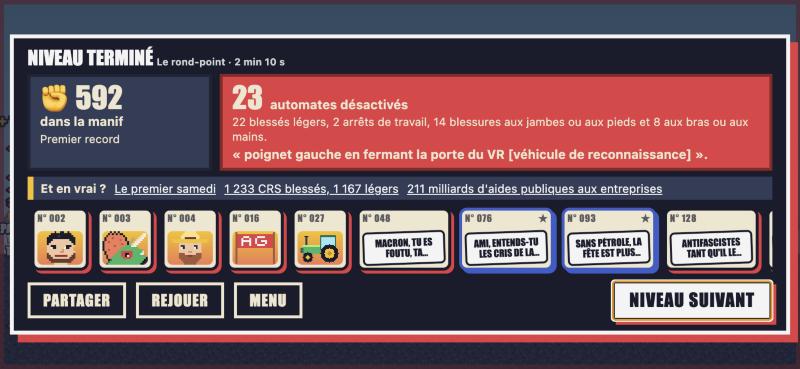 NIVEAU TERMINÉ Le rond-point · 2 min 10 s
592
dans la manif
Premier record
23 automates désactivés
22 blessés légers, 2 arrêts de travail, 14 blessures aux jambes ou aux pieds et 8 aux bras ou aux
mains.
« poignet gauche en fermant la porte du VR [véhicule de reconnaissance] ».
Et en vrai ? Le premier samedi 1 233 CRS blessés, 1 167 légers 211 milliards d'aides publiques aux entreprises
N° 002
N° 003
N° 004
N° 016
AG
N° 027
N° 048
MACRON, TU ES
FOUTU, TA...
N° 076 ★
AMI, ENTENDS-TU
LES CRIS DE LA...
N° 093 ★
SANS PÉTROLE, LA
FÊTE EST PLUS...
N° 128
ANTIFASCISTES
TANT QU'IL LE...
PARTAGER
REJOUER
MENU
NIVEAU SUIVANT